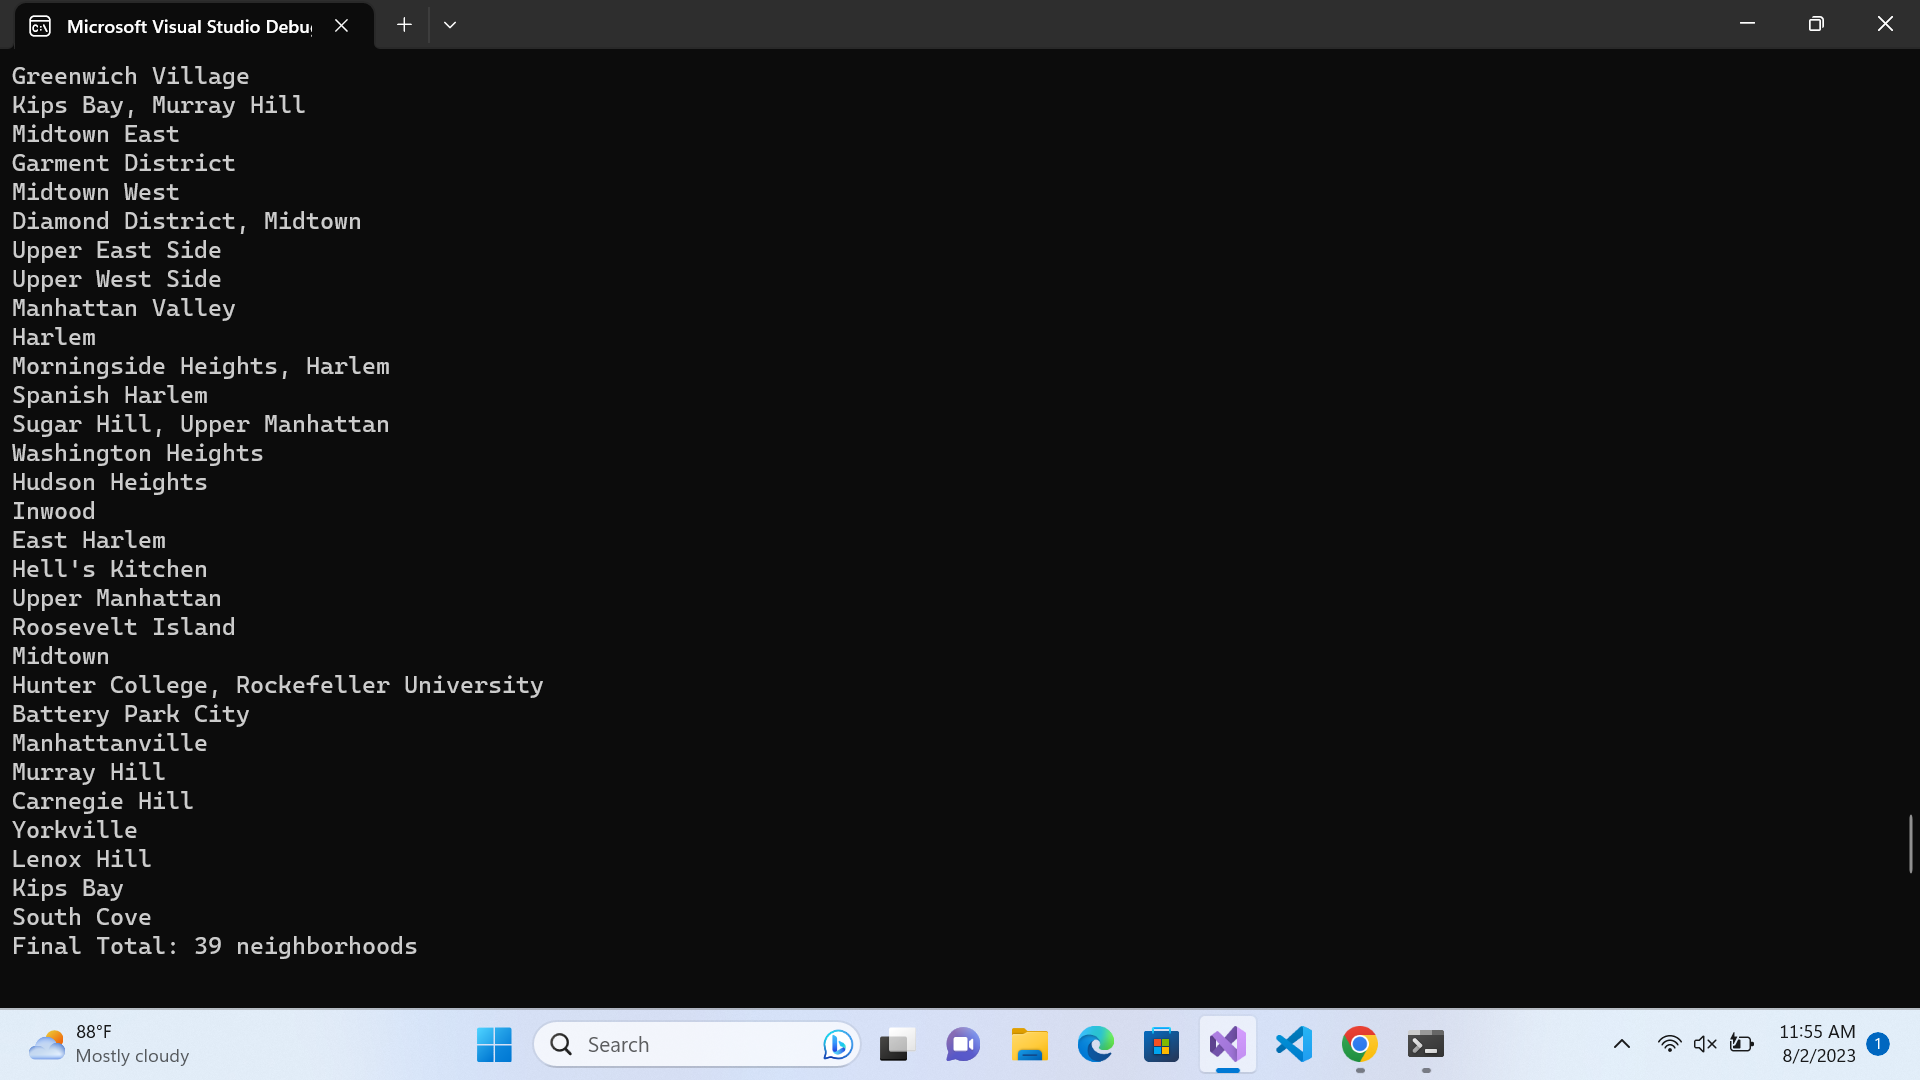 Microsoft Visual Studio Debu
Greenwich Village
Kips Bay, Murray Hill
Midtown East
Garment District
Midtown West
Diamond District, Midtown
Upper East Side
Upper West Side
Manhattan Valley
Harlem
Morningside Heights, Harlem
Spanish Harlem
Sugar Hill, Upper Manhattan
Washington Heights
Hudson Heights
Inwood
East Harlem
Hell's Kitchen
Upper Manhattan
Roosevelt Island
Midtown
Hunter College, Rockefeller University
Battery Park City
Manhattanville
Murray Hill
Carnegie Hill
Yorkville
Lenox Hill
Kips Bay
South Cove
Final Total: 39 neighborhoods
88°F
Mostly cloudy
Search
11:55 AM
8/2/2023
1